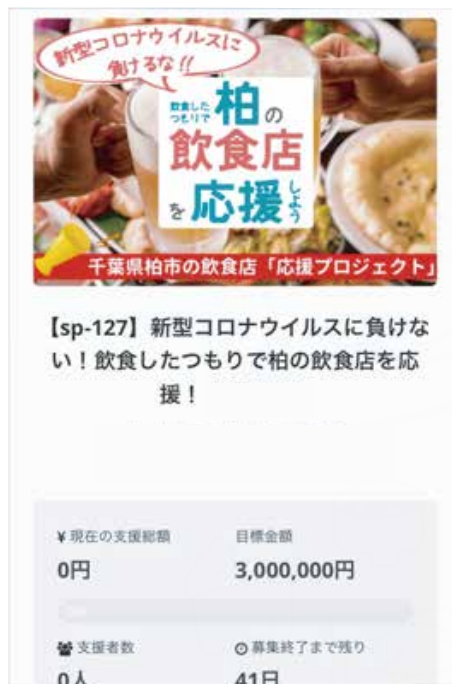 新型コロナウイルスに
負けるな!!
飲食した
つもりで
柏の
飲食店
を応援しよう
千葉県柏市の飲食店「応援プロジェクト」
【sp-127】新型コロナウイルスに負けな
い！飲食したつもりで柏の飲食店を応
援！
¥ 現在の支援総額
目標金額
0円
3,000,000円
支援者数
募集終了まで残り
0人
41日